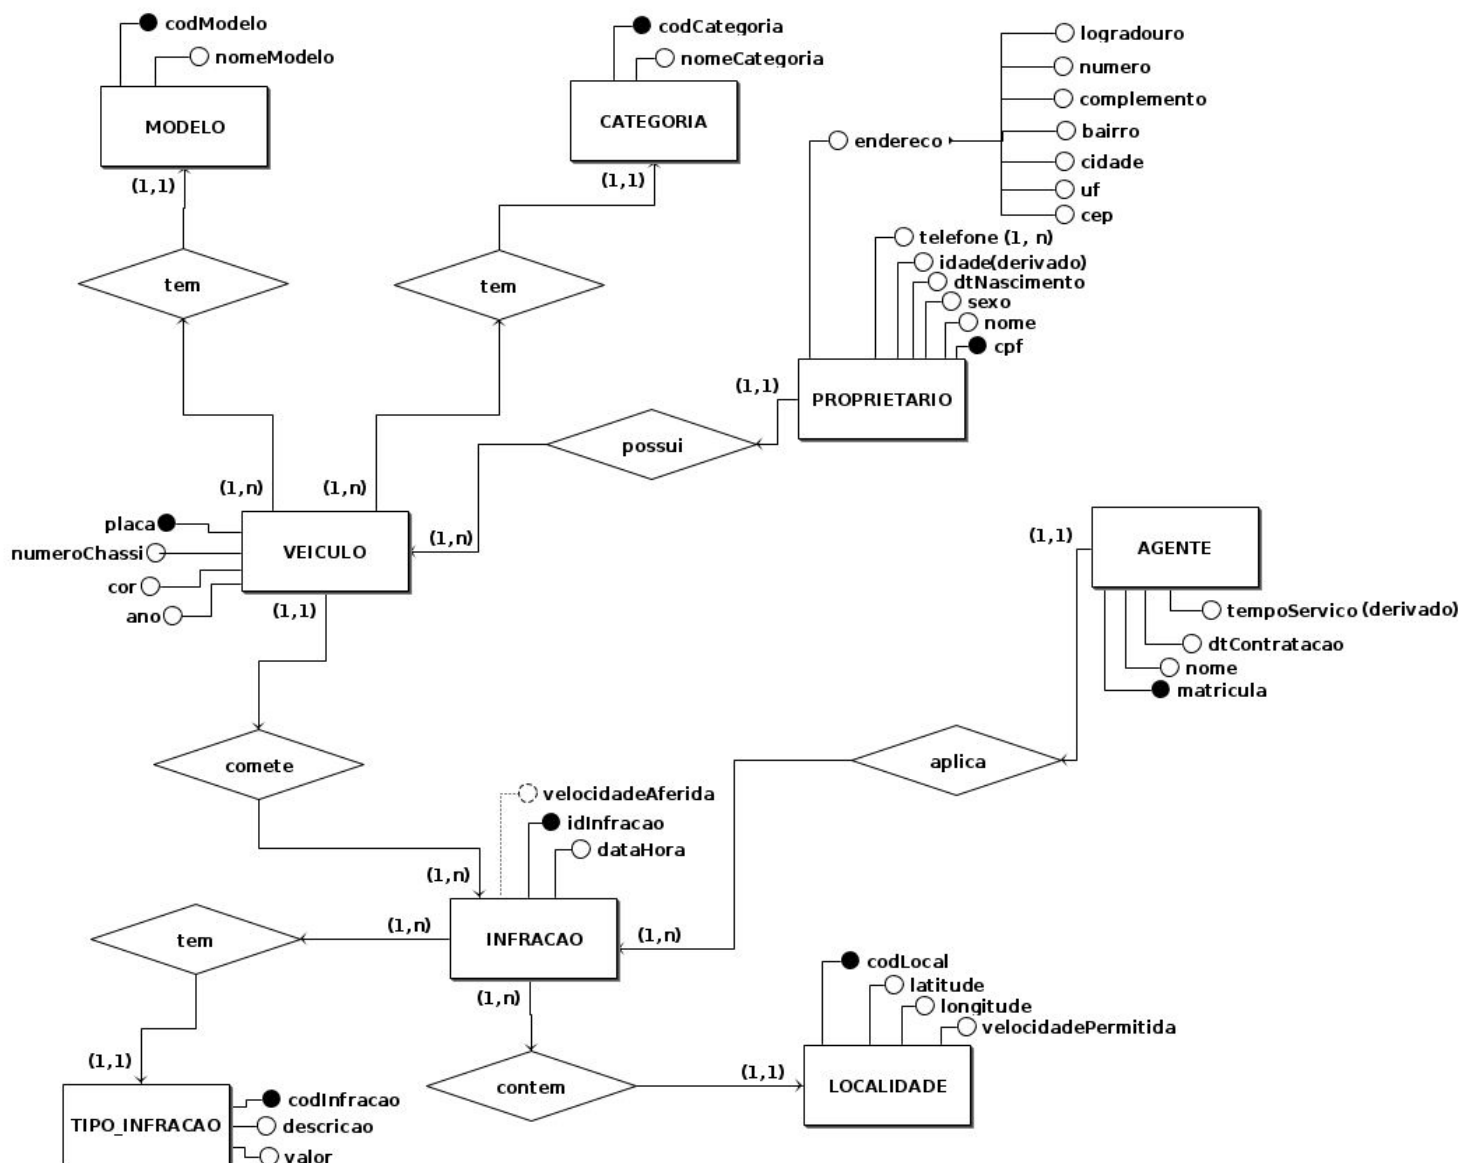 codModelo
nomeModelo
MODELO
(1,1)
tem
codCategoria
nomeCategoria
CATEGORIA
(1,1)
tem
logradouro
numero
complemento
bairro
cidade
uf
cep
endereco
telefone (1, n)
idade(derivado)
dtNascimento
sexo
nome
cpf
PROPRIETARIO
(1,1)
possui
(1,n)
(1,n)
(1,n)
placa
numeroChassi
cor
ano
VEICULO
(1,1)
comete
AGENTE
(1,1)
tempoServico (derivado)
dtContratacao
nome
matricula
aplica
velocidadeAferida
idInfracao
dataHora
(1,n)
INFRACAO
(1,n)
(1,n)
(1,n)
tem
(1,1)
contem
(1,1)
codLocal
latitude
longitude
velocidadePermitida
LOCALIDADE
TIPO_INFRACAO
codInfracao
descricao
valor